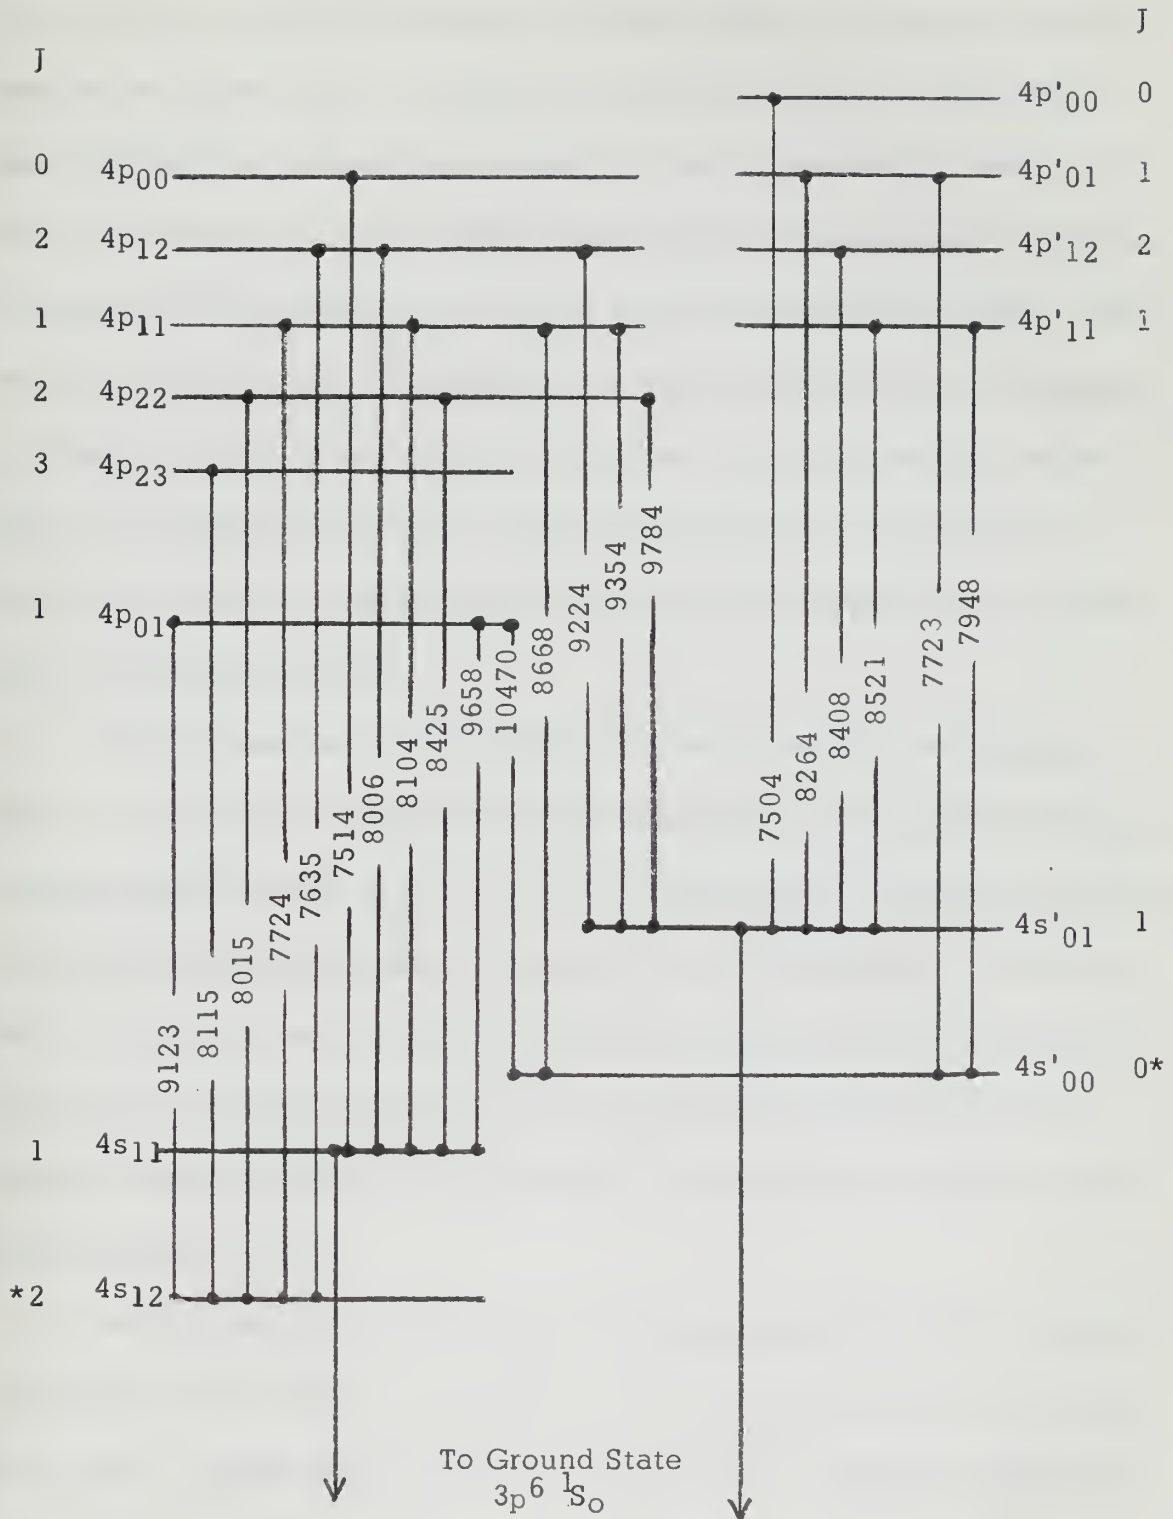 J
J
4p'00 0
0 4p00
4p'01 1
2 4p12
4p'12 2
1 4p11
4p'11 1
2 4p22
3 4p23
1 4p01
9123
8115
8015
7724
7635
7514
8006
8104
8425
9658
10470
8668
9224
9354
9784
7504
8264
8408
8521
7723
7948
4s'01 1
4s'00 0*
1 4s11
*2 4s12
To Ground State
3p6 1So